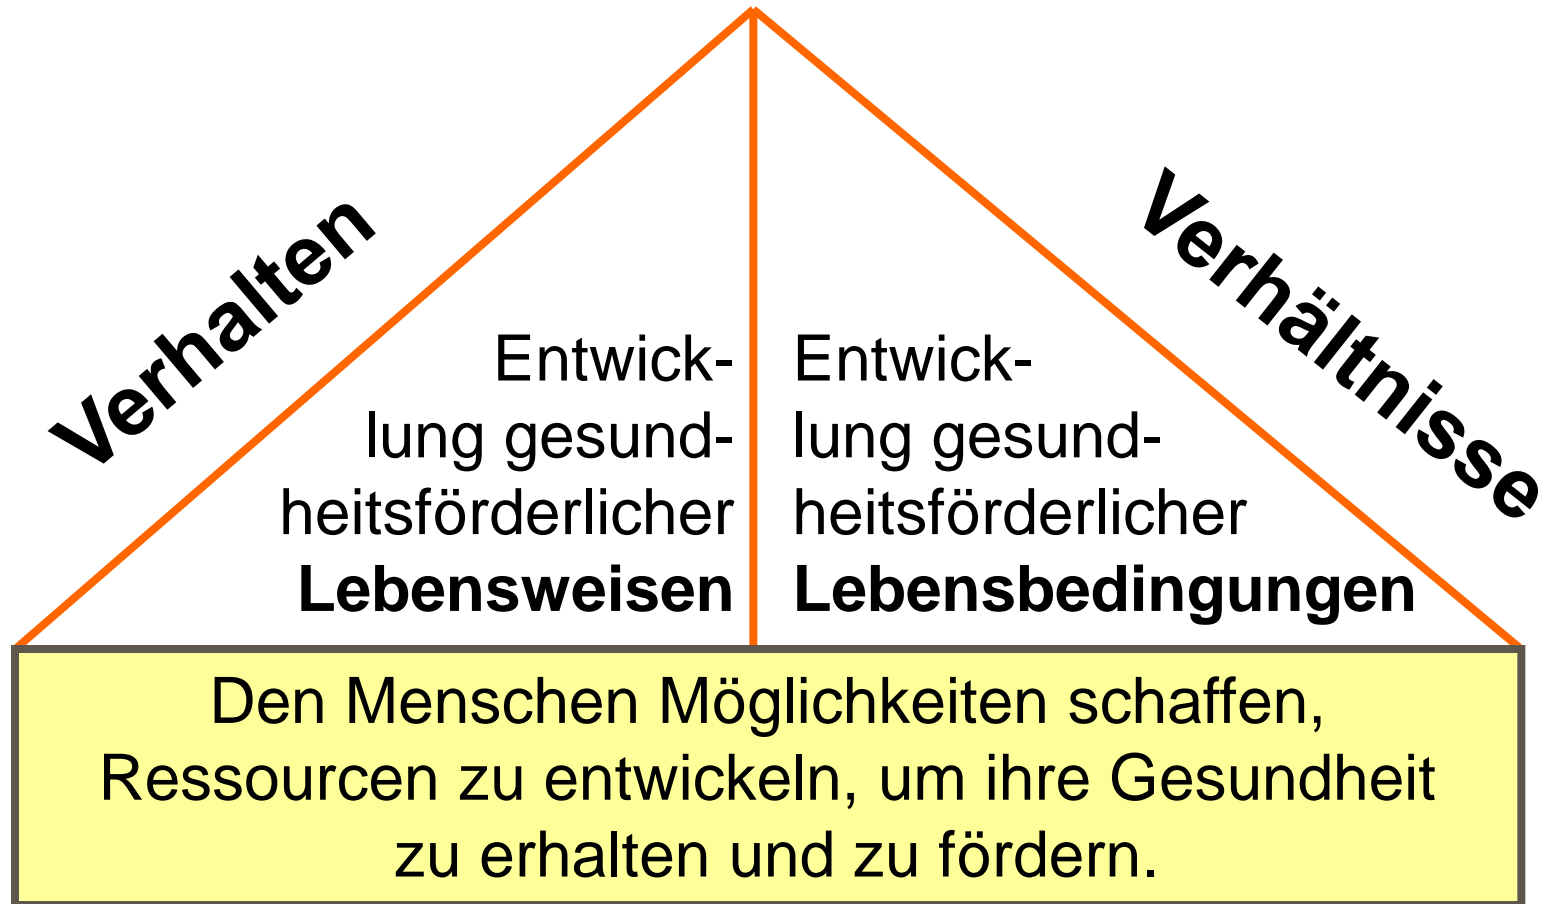 Verhalten
Verhältnisse
Entwick-
lung gesund-
heitsförderlicher
Lebensweisen
Entwick-
lung gesund-
heitsförderlicher
Lebensbedingungen
Den Menschen Möglichkeiten schaffen,
Ressourcen zu entwickeln, um ihre Gesundheit
zu erhalten und zu fördern.